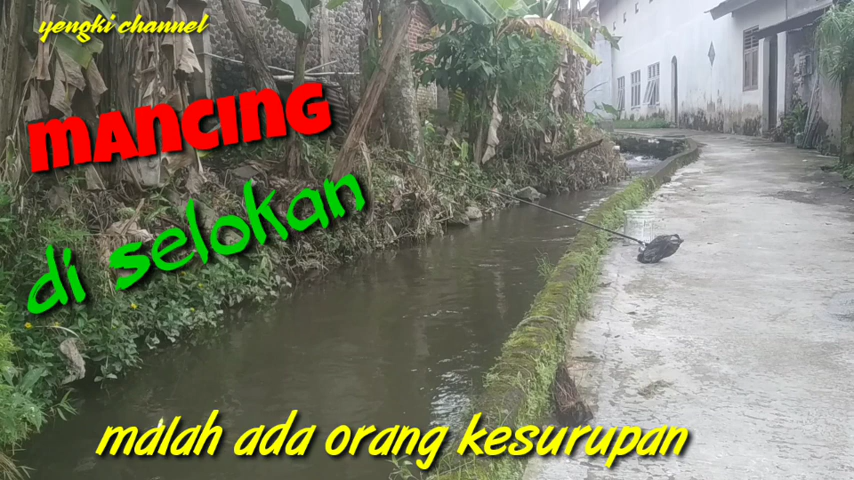 yengki channel
mANCING
di selokan
malah ada orang kesurupan